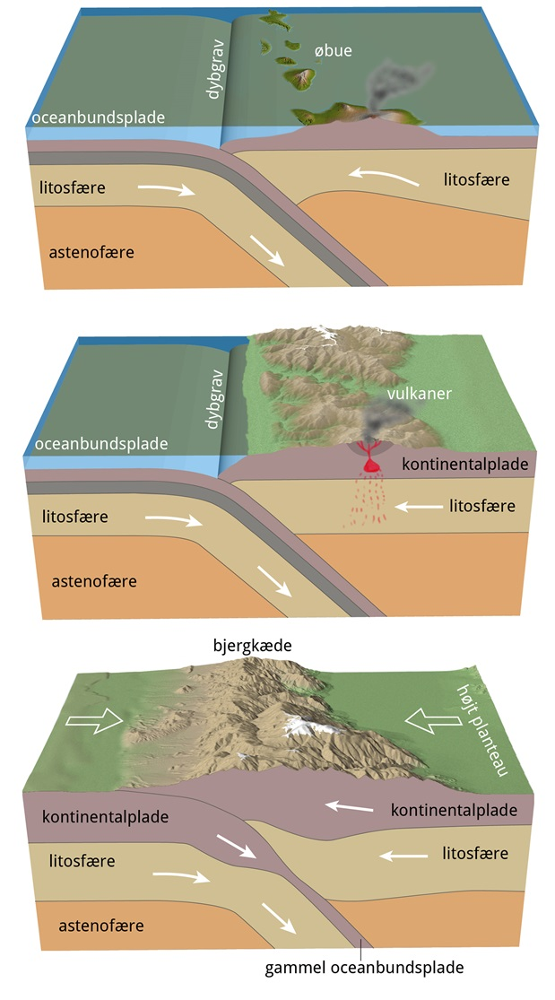 øbue
dybgrav
oceanbundsplade
litosfære
litosfære
astenofære
vulkaner
dybgrav
oceanbundsplade
kontinentalplade
litosfære
litosfære
astenofære
bjergkæde
højt planteau
kontinentalplade
kontinentalplade
litosfære
litosfære
astenofære
gammel oceanbundsplade